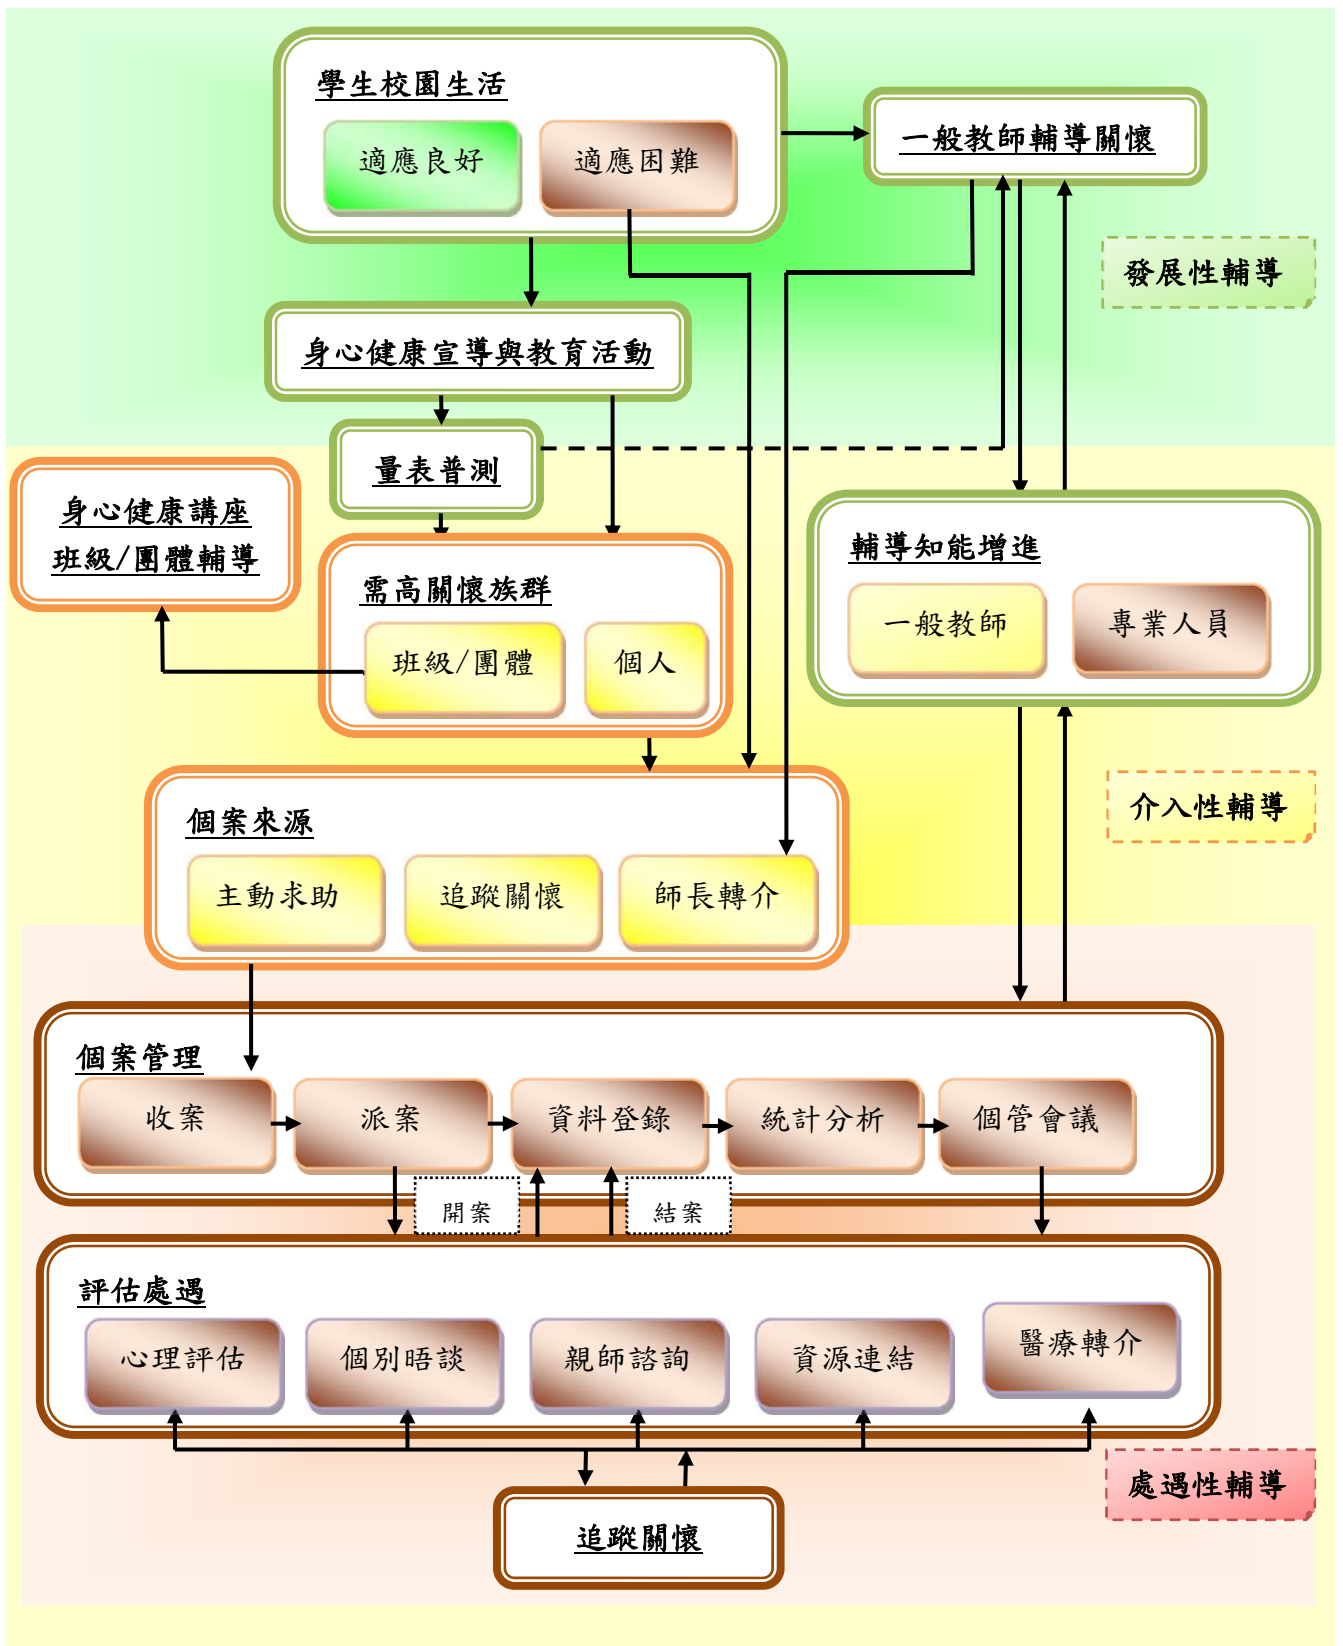 學生校園生活
適應良好
適應困難
一般教師輔導關懷
發展性輔導
身心健康宣導與教育活動
量表普測
身心健康講座
班級/團體輔導
需高關懷族群
班級/團體
個人
輔導知能增進
一般教師
專業人員
介入性輔導
個案來源
主動求助
追蹤關懷
師長轉介
個案管理
收案
派案
資料登錄
統計分析
個管會議
開案
結案
評估處遇
心理評估
個別晤談
親師諮詢
資源連結
醫療轉介
處遇性輔導
追蹤關懷